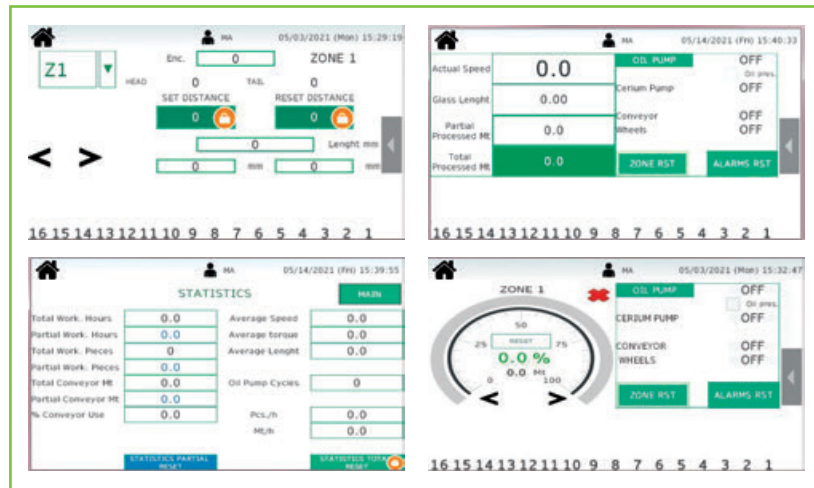 MA 05/03/2021 (Mon) 15:29:19
Z1 Enc. 0 ZONE 1
HEAD 0 TAIL 0
SET DISTANCE RESET DISTANCE
0 0
0 Lenght mm
< >
0 mm 0 mm
16 15 14 13 12 11 10 9 8 7 6 5 4 3 2 1
MA 05/14/2021 (Fri) 15:40:33
Actual Speed 0.0 OIL PUMP OFF
Oil pres.
Glass Lenght 0.00 Cerium Pump OFF
Partial Processed Mt 0.0 Conveyor OFF
Wheels OFF
Total Processed Mt 0.0 ZONE RST ALARMS RST
16 15 14 13 12 11 10 9 8 7 6 5 4 3 2 1
MA 05/14/2021 (Fri) 15:39:55
STATISTICS MAIN
Total Work. Hours 0.0 Average Speed 0.0
Partial Work. Hours 0.0 Average torque 0.0
Total Work. Pieces 0 Average Lenght 0.0
Partial Work. Pieces 0.0
Total Conveyor Mt 0.0 Oil Pump Cycles 0
Partial Conveyor Mt 0.0
% Conveyor Use 0.0 Pcs./h 0.0
Mt/h 0.0
STATISTICS PARTIAL RESET STATISTICS TOTAL RESET
MA 05/03/2021 (Mon) 15:32:47
ZONE 1 OIL PUMP OFF
Oil pres.
50 CERIUM PUMP OFF
25 RESET 75
0.0 % CONVEYOR OFF
0 0.0 Mt 100 WHEELS OFF
< > ZONE RST ALARMS RST
16 15 14 13 12 11 10 9 8 7 6 5 4 3 2 1